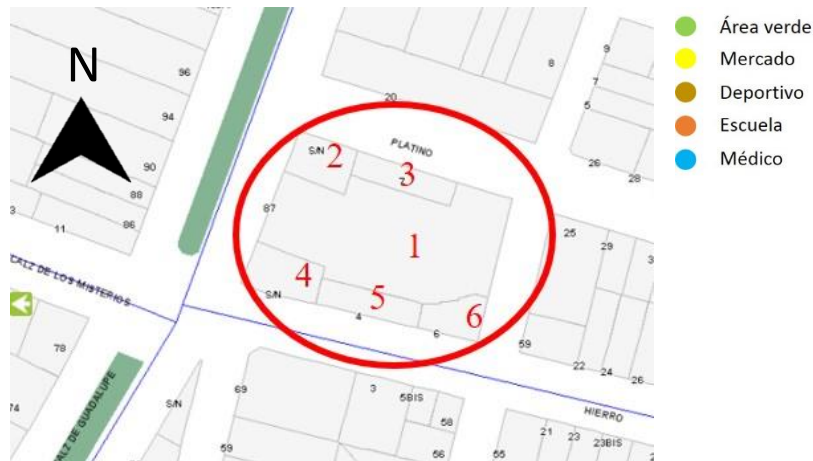 N
Área verde
Mercado
Deportivo
Escuela
Médico
96
94
90
88
86
11
3
20
8
9
7
5
26
28
PLATINO
S/N
2
3
87
1
4
S/N
5
4
6
6
25
29
59
22
24
26
CALZ DE LOS MISTERIOS
78
74
CALZ DE GUADALUPE
S/N
69
59
3
5BIS
58
56
55
HIERRO
21
23
23BIS